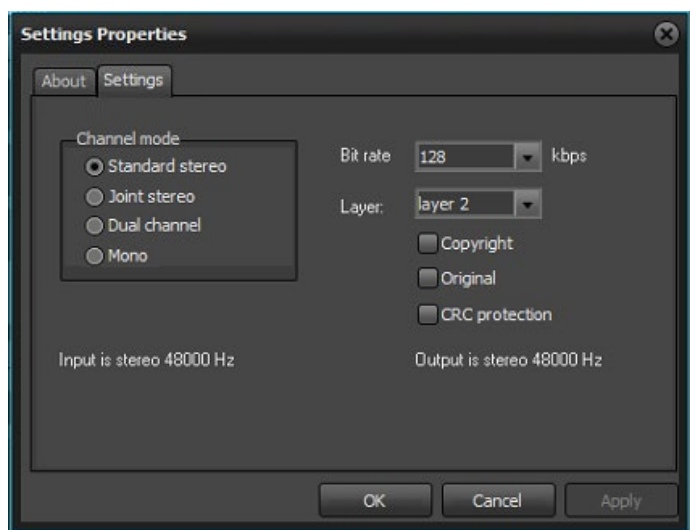 Settings Properties
About Settings
Channel mode
Standard stereo
Joint stereo
Dual channel
Mono
Bit rate 128 kbps
Layer: layer 2
Copyright
Original
CRC protection
Input is stereo 48000 Hz
Output is stereo 48000 Hz
OK Cancel Apply